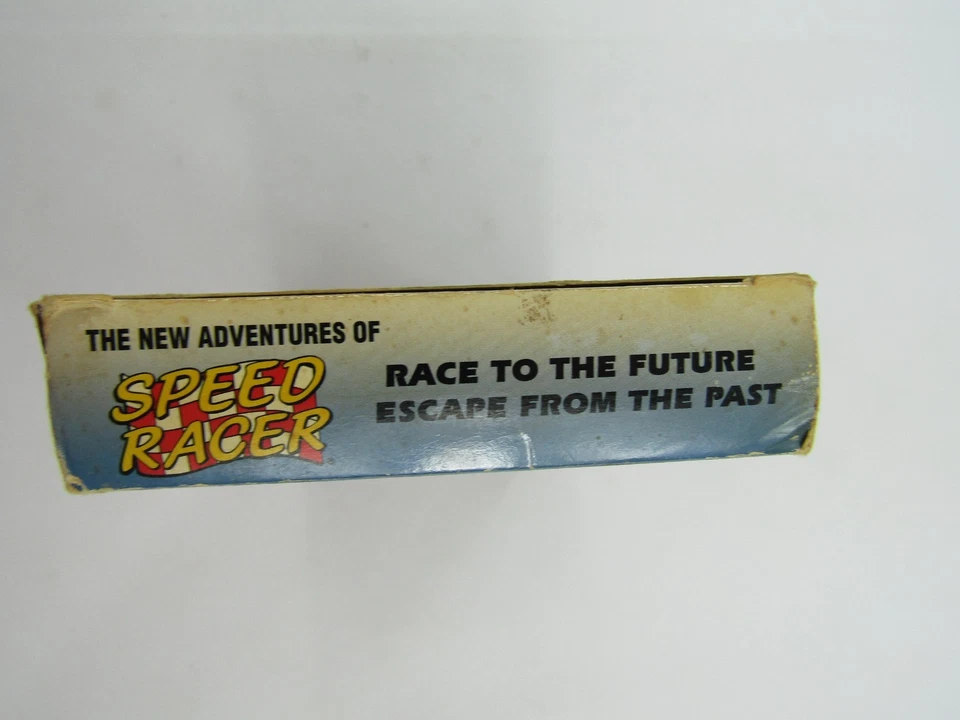 THE NEW ADVENTURES OF
SPEED
RACER
RACE TO THE FUTURE
ESCAPE FROM THE PAST